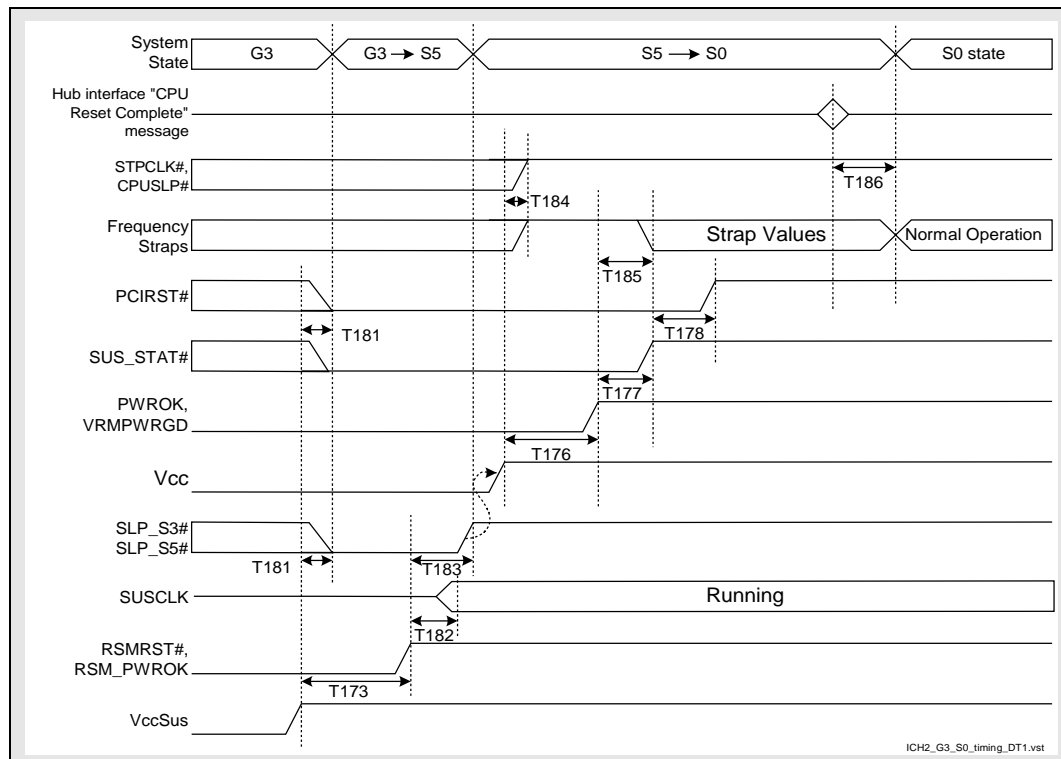 System
State
G3
G3 → S5
S5 → S0
S0 state
Hub interface "CPU
Reset Complete"
message
STPCLK#,
CPUSLP#
T186
T184
Frequency
Straps
Strap Values
Normal Operation
T185
PCIRST#
T181
T178
SUS_STAT#
T177
PWROK,
VRMPWRGD
T176
Vcc
SLP_S3#
SLP_S5#
T181
T183
SUSCLK
Running
T182
RSMRST#,
RSM_PWROK
T173
VccSus
ICH2_G3_S0_timing_DT1.vst